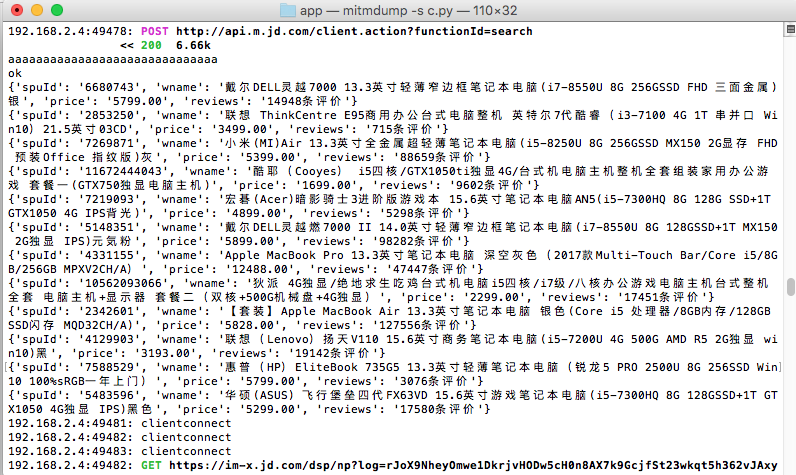 app — mitmdump -s c.py — 110×32
192.168.2.4:49478: POST http://api.m.jd.com/client.action?functionId=search
<< 200 6.66k
aaaaaaaaaaaaaaaaaaaaaaaaaaaaaa
ok
{'spuId': '6680743', 'wname': '戴尔DELL灵越7000 13.3英寸轻薄窄边框笔记本电脑(i7-8550U 8G 256GSSD FHD 三面金属)
银', 'price': '5799.00', 'reviews': '14948条评价'}
{'spuId': '2853250', 'wname': '联想 ThinkCentre E95商用办公台式电脑整机 英特尔7代酷睿 (i3-7100 4G 1T 串并口 Wi
n10) 21.5英寸03CD', 'price': '3499.00', 'reviews': '715条评价'}
{'spuId': '7269871', 'wname': '小米(MI)Air 13.3英寸全金属超轻薄笔记本电脑(i5-8250U 8G 256GSSD MX150 2G显存 FHD
预装Office 指纹版)灰', 'price': '5399.00', 'reviews': '88659条评价'}
{'spuId': '11672444043', 'wname': '酷耶 (Cooyes) i5四核/GTX1050ti独显4G/台式机电脑主机整机全套组装家用办公游
戏 套餐一(GTX750独显电脑主机)', 'price': '1699.00', 'reviews': '9602条评价'}
{'spuId': '7219093', 'wname': '宏碁(Acer)暗影骑士3进阶版游戏本 15.6英寸笔记本电脑AN5(i5-7300HQ 8G 128G SSD+1T
GTX1050 4G IPS背光)', 'price': '4899.00', 'reviews': '5298条评价'}
{'spuId': '5148351', 'wname': '戴尔DELL灵越燃7000 II 14.0英寸轻薄窄边框笔记本电脑(i7-8550U 8G 128GSSD+1T MX150
2G独显 IPS)元气粉', 'price': '5899.00', 'reviews': '98282条评价'}
{'spuId': '4331155', 'wname': 'Apple MacBook Pro 13.3英寸笔记本电脑 深空灰色 (2017款Multi-Touch Bar/Core i5/8G
B/256GB MPXV2CH/A) ', 'price': '12488.00', 'reviews': '47447条评价'}
{'spuId': '10562093066', 'wname': '狄派 4G独显/绝地求生吃鸡台式机电脑i5四核/i7级/八核办公游戏电脑主机台式整机
全套 电脑主机+显示器 套餐二 (双核+500G机械盘+4G独显) ', 'price': '2299.00', 'reviews': '17451条评价'}
{'spuId': '2342601', 'wname': '【套装】Apple MacBook Air 13.3英寸笔记本电脑 银色(Core i5 处理器/8GB内存/128GB
SSD闪存 MQD32CH/A)', 'price': '5828.00', 'reviews': '127556条评价'}
{'spuId': '4129903', 'wname': '联想 (Lenovo) 扬天V110 15.6英寸商务笔记本电脑(i5-7200U 4G 500G AMD R5 2G独显 wi
n10)黑', 'price': '3193.00', 'reviews': '19142条评价'}
{'spuId': '7588529', 'wname': '惠普 (HP) EliteBook 735G5 13.3英寸轻薄笔记本电脑 (锐龙5 PRO 2500U 8G 256SSD Win
10 100%sRGB一年上门) ', 'price': '5799.00', 'reviews': '3076条评价'}
{'spuId': '5483596', 'wname': '华硕(ASUS) 飞行堡垒四代FX63VD 15.6英寸游戏笔记本电脑(i5-7300HQ 8G 128GSSD+1T GT
X1050 4G独显 IPS)黑色', 'price': '5299.00', 'reviews': '17580条评价'}
192.168.2.4:49481: clientconnect
192.168.2.4:49482: clientconnect
192.168.2.4:49483: clientconnect
192.168.2.4:49482: GET https://im-x.jd.com/dsp/np?log=rJoX9NheyOmwe1DkrjvHODw5cH0n8AX7k9GcjfSt23wkqt5h362vJAxy